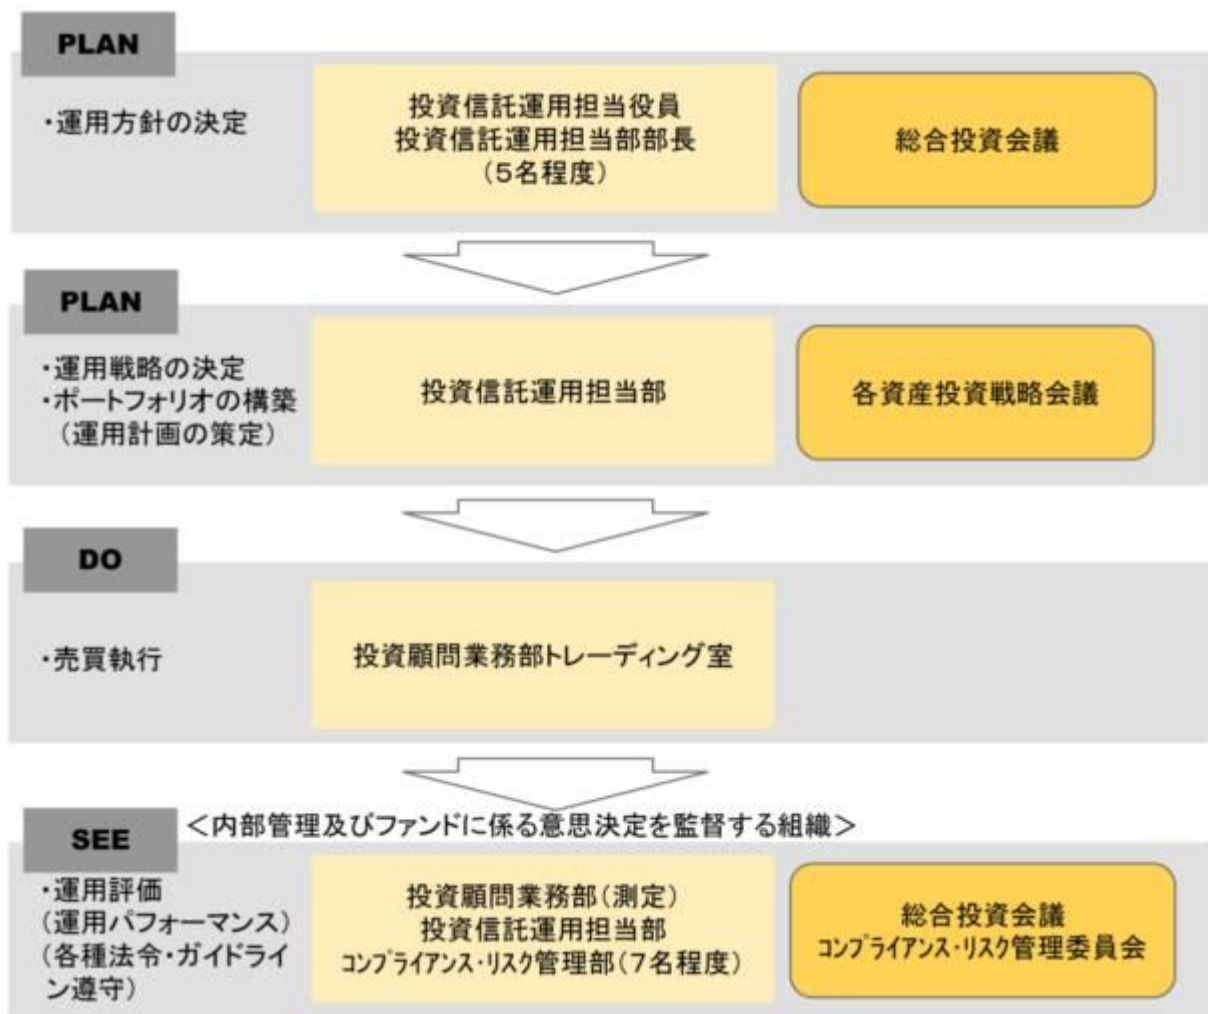 PLAN
・運用方針の決定
投資信託運用担当役員
投資信託運用担当部部長
(5名程度)
総合投資会議
PLAN
・運用戦略の決定
・ポートフォリオの構築
(運用計画の策定)
投資信託運用担当部
各資産投資戦略会議
DO
・売買執行
投資顧問業務部トレーディング室
SEE
＜内部管理及びファンドに係る意思決定を監督する組織＞
・運用評価
(運用パフォーマンス)
(各種法令・ガイドライ
ン遵守)
投資顧問業務部(測定)
投資信託運用担当部
ｺﾝﾌﾟﾗｲｱﾝｽ・ﾘｽｸ管理部(7名程度)
総合投資会議
ｺﾝﾌﾟﾗｲｱﾝｽ・ﾘｽｸ管理委員会